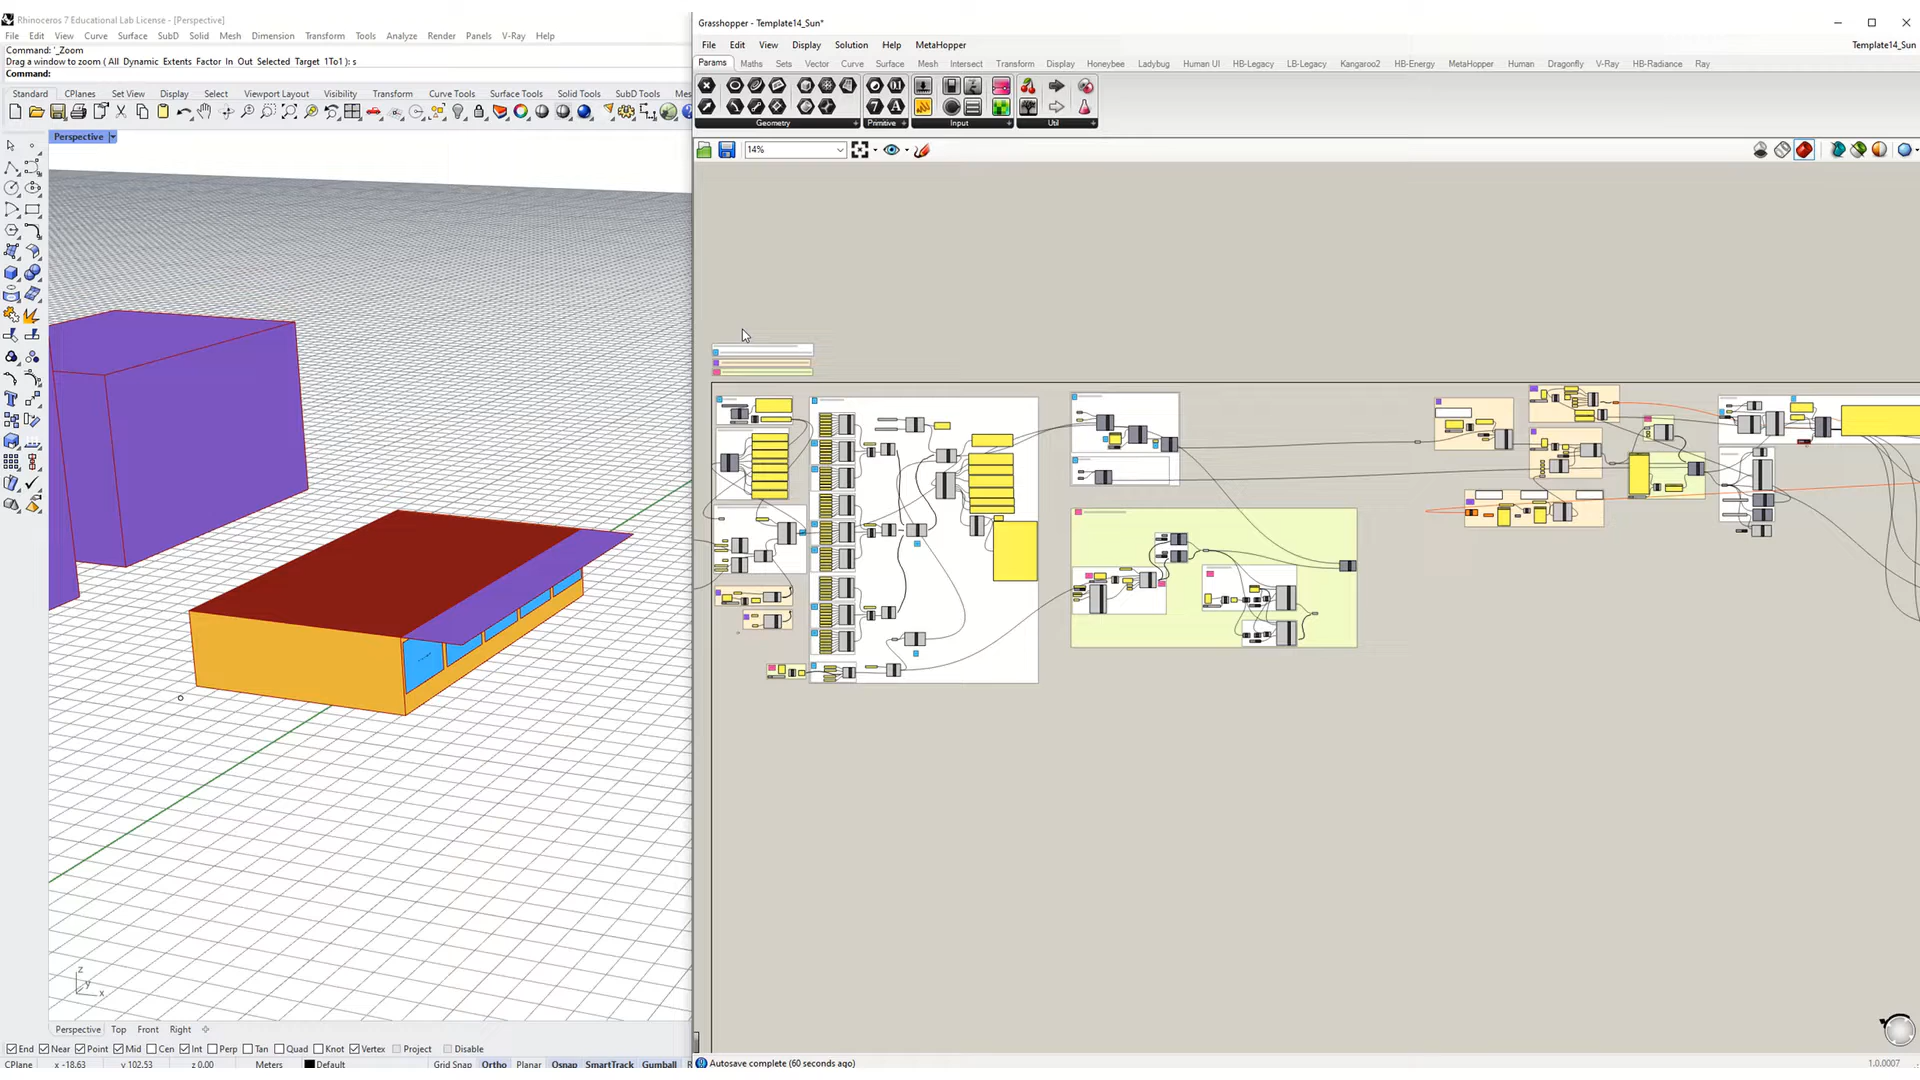 Rhinoceros 7 Educational Lab License - [Perspective]
File Edit View Curve Surface SubD Solid Mesh Dimension Transform Tools Analyze Render Panels V-Ray Help
Command: '_Zoom
Drag a window to zoom ( All Dynamic Extents Factor In Out Selected Target 1To1 ): s
Command:
Standard CPlanes Set View Display Select Viewport Layout Visibility Transform Curve Tools Surface Tools Solid Tools SubD Tools Mes
Perspective
z
y
x
Perspective Top Front Right
End Near Point Mid Cen Int Perp Tan Quad Knot Vertex Project Disable
CPlane x -18.63 y 102.53 z 0.00 Meters Default Grid Snap Ortho Planar Osnap SmartTrack Gumball R
Grasshopper - Template14_Sun*
File Edit View Display Solution Help MetaHopper Template14_Sun
Params Maths Sets Vector Curve Surface Mesh Intersect Transform Display Honeybee Ladybug Human UI HB-Legacy LB-Legacy Kangaroo2 HB-Energy MetaHopper Human Dragonfly V-Ray HB-Radiance Ray
Geometry Primitive Input Util
14%
Autosave complete (60 seconds ago)
1.0.0007